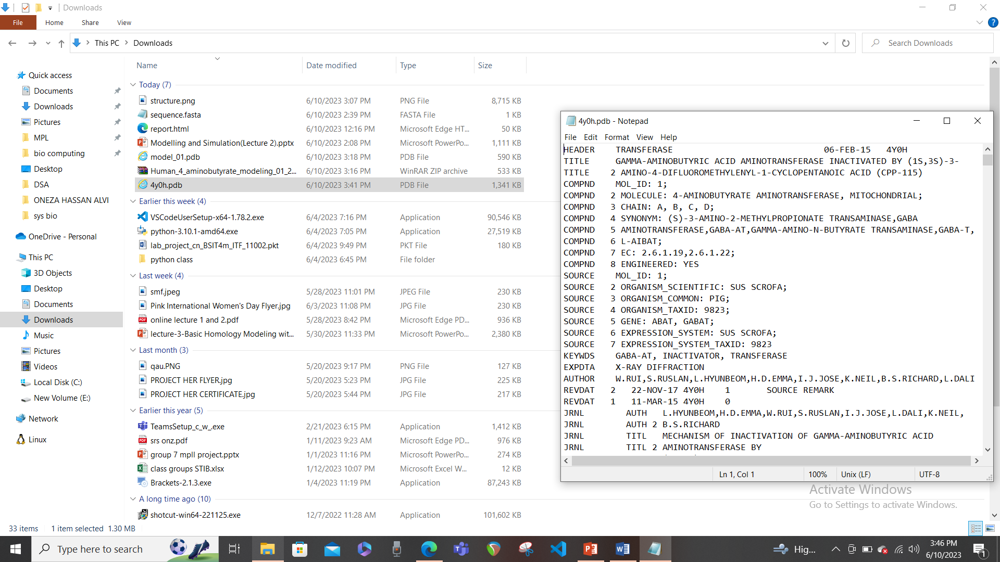 Downloads
File Home Share View
This PC Downloads
Search Downloads
Name Date modified Type Size
Quick access
Documents
Downloads
Pictures
MPL
bio computing
Desktop
DSA
ONEZA HASSAN ALVI
sys bio
OneDrive - Personal
This PC
3D Objects
Desktop
Documents
Downloads
Music
Pictures
Videos
Local Disk (C:)
New Volume (E:)
Network
Linux
Today (7)
structure.png 6/10/2023 3:07 PM PNG File 8,715 KB
sequence.fasta 6/10/2023 2:39 PM FASTA File 1 KB
report.html 6/10/2023 12:16 PM Microsoft Edge HT... 50 KB
Modelling and Simulation(Lecture 2).pptx 6/10/2023 2:08 PM Microsoft PowerPo... 1,111 KB
model_01.pdb 6/10/2023 3:18 PM PDB File 590 KB
Human_4_aminobutyrate_modeling_01_2... 6/10/2023 3:16 PM WinRAR ZIP archive 533 KB
4y0h.pdb 6/10/2023 3:41 PM PDB File 1,341 KB
Earlier this week (4)
VSCodeUserSetup-x64-1.78.2.exe 6/4/2023 7:16 PM Application 90,546 KB
python-3.10.1-amd64.exe 6/4/2023 7:05 PM Application 27,519 KB
lab_project_cn_BSIT4m_ITF_11002.pkt 6/4/2023 9:49 PM PKT File 180 KB
python class 6/4/2023 6:45 PM File folder
Last week (4)
smf.jpeg 5/28/2023 11:01 PM JPEG File 230 KB
Pink International Women's Day Flyer.jpg 6/3/2023 11:08 PM JPG File 230 KB
online lecture 1 and 2.pdf 5/28/2023 8:42 PM Microsoft Edge PD... 936 KB
lecture-3-Basic Homology Modeling wit... 5/30/2023 11:33 PM Microsoft PowerPo... 2,380 KB
Last month (3)
qau.PNG 5/20/2023 9:17 PM PNG File 127 KB
PROJECT HER FLYER.jpg 5/20/2023 5:23 PM JPG File 225 KB
PROJECT HER CERTIFICATE.jpg 5/20/2023 5:44 PM JPG File 217 KB
Earlier this year (5)
TeamsSetup_c_w_.exe 2/21/2023 6:15 PM Application 1,412 KB
srs onz.pdf 1/11/2023 9:23 AM Microsoft Edge PD... 976 KB
group 7 mpll project.pptx 1/1/2023 11:16 PM Microsoft PowerPo... 274 KB
class groups STIB.xlsx 1/12/2023 10:07 PM Microsoft Excel W... 12 KB
Brackets-2.1.3.exe 1/4/2023 11:19 PM Application 87,243 KB
A long time ago (10)
shotcut-win64-221125.exe 12/7/2022 11:28 AM Application 101,602 KB
4y0h.pdb - Notepad
File Edit Format View Help
HEADER TRANSFERASE 06-FEB-15 4Y0H
TITLE GAMMA-AMINOBUTYRIC ACID AMINOTRANSFERASE INACTIVATED BY (1S,3S)-3-
TITLE 2 AMINO-4-DIFLUOROMETHYLENYL-1-CYCLOPENTANOIC ACID (CPP-115)
COMPND MOL_ID: 1;
COMPND 2 MOLECULE: 4-AMINOBUTYRATE AMINOTRANSFERASE, MITOCHONDRIAL;
COMPND 3 CHAIN: A, B, C, D;
COMPND 4 SYNONYM: (S)-3-AMINO-2-METHYLPROPIONATE TRANSAMINASE,GABA
COMPND 5 AMINOTRANSFERASE,GABA-AT,GAMMA-AMINO-N-BUTYRATE TRANSAMINASE,GABA-T,
COMPND 6 L-AIBAT;
COMPND 7 EC: 2.6.1.19,2.6.1.22;
COMPND 8 ENGINEERED: YES
SOURCE MOL_ID: 1;
SOURCE 2 ORGANISM_SCIENTIFIC: SUS SCROFA;
SOURCE 3 ORGANISM_COMMON: PIG;
SOURCE 4 ORGANISM_TAXID: 9823;
SOURCE 5 GENE: ABAT, GABAT;
SOURCE 6 EXPRESSION_SYSTEM: SUS SCROFA;
SOURCE 7 EXPRESSION_SYSTEM_TAXID: 9823
KEYWDS GABA-AT, INACTIVATOR, TRANSFERASE
EXPDTA X-RAY DIFFRACTION
AUTHOR W.RUI,S.RUSLAN,L.HYUNBEOM,H.D.EMMA,I.J.JOSE,K.NEIL,B.S.RICHARD,L.DALI
REVDAT 2 22-NOV-17 4Y0H 1 SOURCE REMARK
REVDAT 1 11-MAR-15 4Y0H 0
JRNL AUTH L.HYUNBEOM,H.D.EMMA,W.RUI,S.RUSLAN,I.J.JOSE,L.DALI,K.NEIL,
JRNL AUTH 2 B.S.RICHARD
JRNL TITL MECHANISM OF INACTIVATION OF GAMMA-AMINOBUTYRIC ACID
JRNL TITL 2 AMINOTRANSFERASE BY
Ln 1, Col 1 100% Unix (LF) UTF-8
Activate Windows
Go to Settings to activate Windows.
33 items 1 item selected 1.30 MB
Type here to search
Hig...
3:46 PM
6/10/2023
1